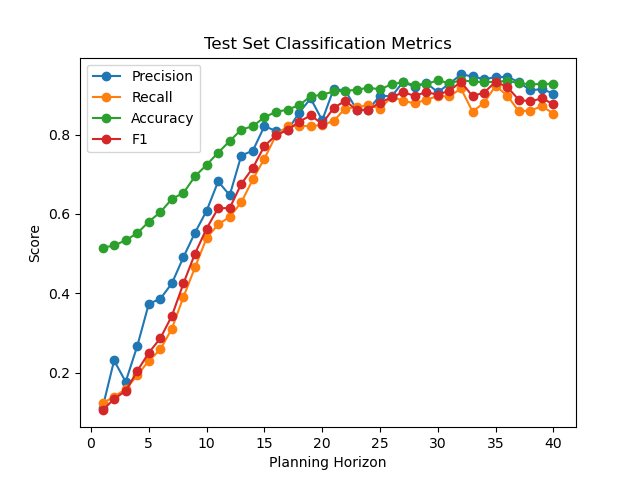 Test Set Classification Metrics
Precision
Recall
Accuracy
F1
Score
0.8
0.6
0.4
0.2
0 5 10 15 20 25 30 35 40
Planning Horizon